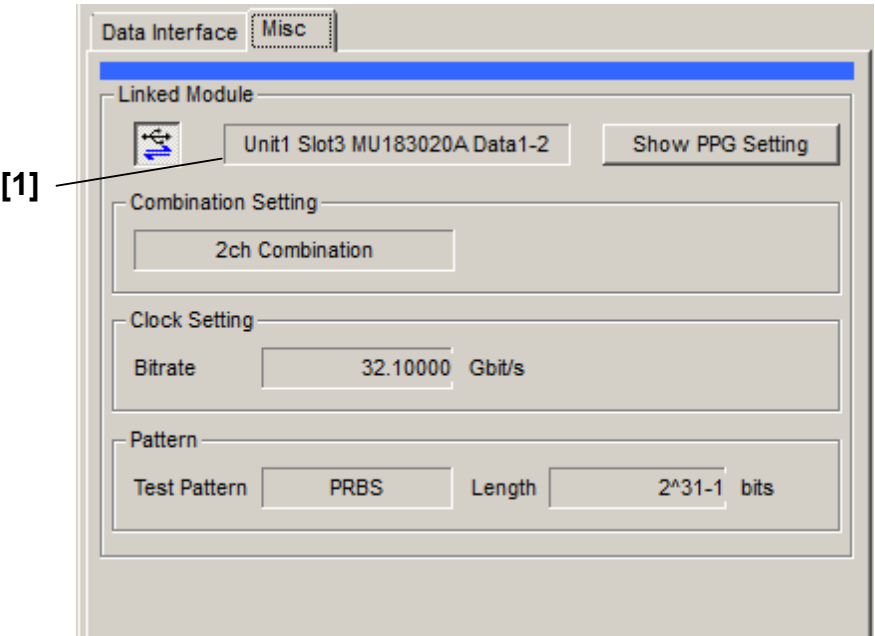 Data Interface Misc
Linked Module
Unit1 Slot3 MU183020A Data1-2 Show PPG Setting
[1]
Combination Setting
2ch Combination
Clock Setting
Bitrate 32.10000 Gbit/s
Pattern
Test Pattern PRBS Length 2^31-1 bits